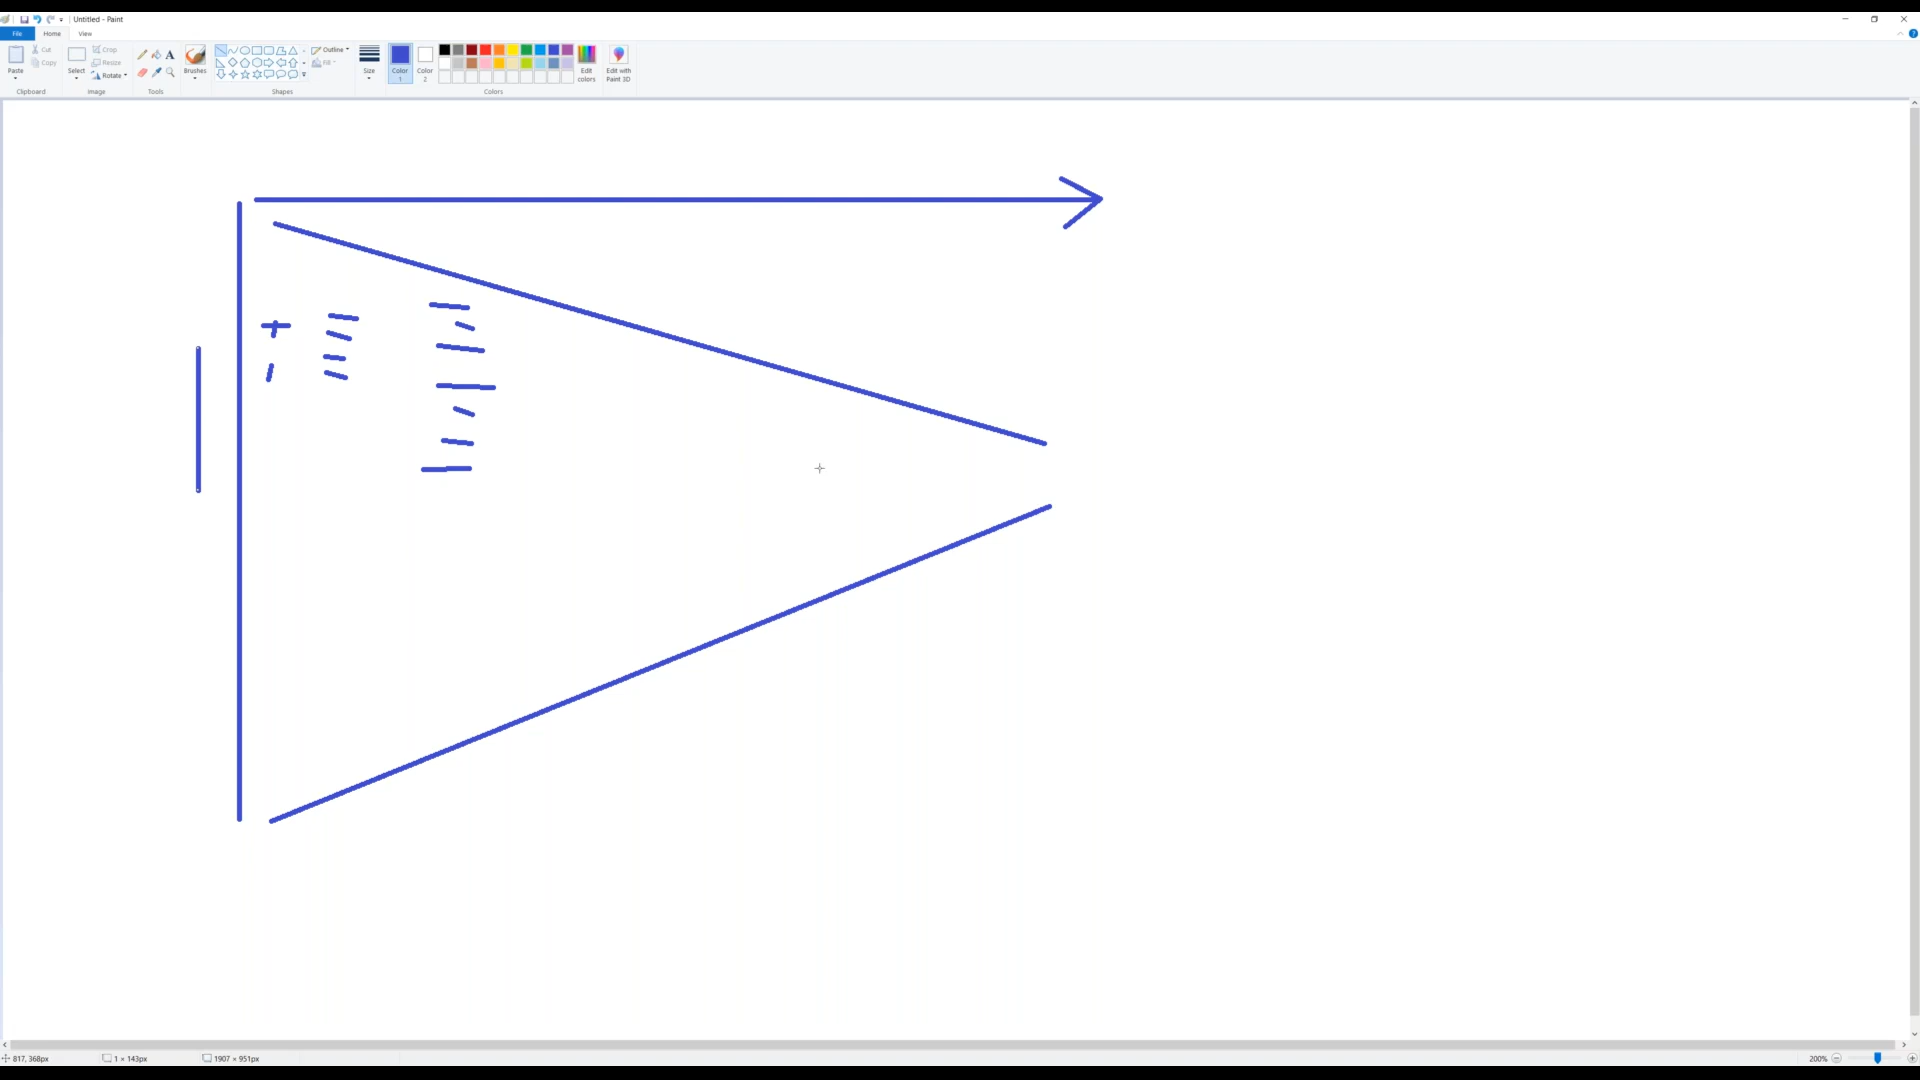 Untitled - Paint
File Home View
Paste Cut Copy Clipboard
Select Crop Resize Rotate Image
Tools
Brushes
Outline Fill Shapes
Size
Color 1 Color 2
Edit colors Colors
Edit with Paint 3D
817, 368px 1 × 143px 1907 × 951px 200%